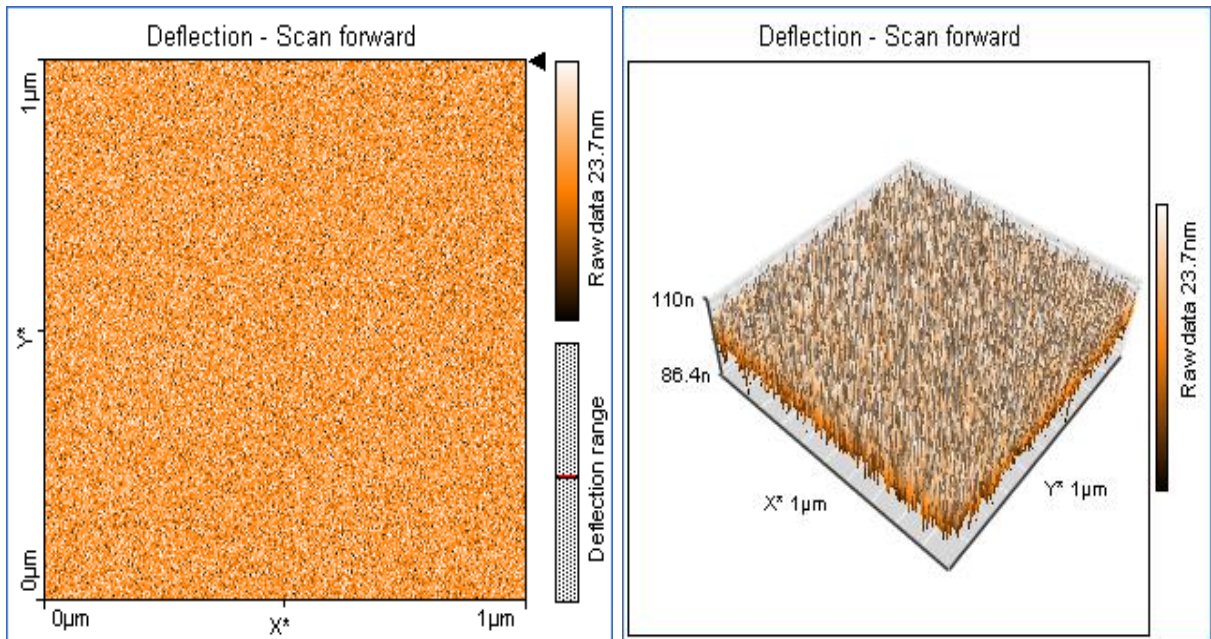 Deflection - Scan forward
1µm
Y*
0µm
0µm
X*
1µm
Raw data 23.7nm
Deflection range
Deflection - Scan forward
110n
86.4n
X* 1µm
Y* 1µm
Raw data 23.7nm